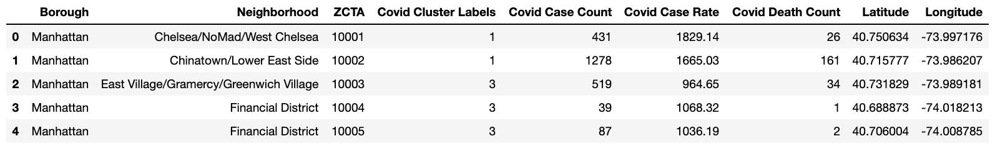 Borough Neighborhood ZCTA Covid Cluster Labels Covid Case Count Covid Case Rate Covid Death Count Latitude Longitude
0 Manhattan Chelsea/NoMad/West Chelsea 10001 1 431 1829.14 26 40.750634 -73.997176
1 Manhattan Chinatown/Lower East Side 10002 1 1278 1665.03 161 40.715777 -73.986207
2 Manhattan East Village/Gramercy/Greenwich Village 10003 3 519 964.65 34 40.731829 -73.989181
3 Manhattan Financial District 10004 3 39 1068.32 1 40.688873 -74.018213
4 Manhattan Financial District 10005 3 87 1036.19 2 40.706004 -74.008785